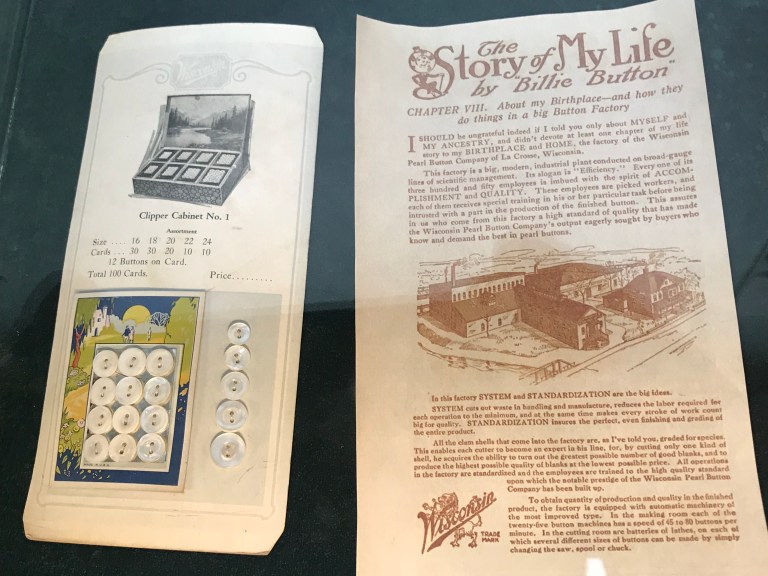 Clipper Cabinet No. 1
Assortment
Size .... 16 18 20 22 24
Cards ... 30 30 20 10 10
12 Buttons on Card.
Total 100 Cards. Price.........
The
Story of My Life
by "Billie Button"
CHAPTER VIII. About my Birthplace—and how they
do things in a big Button Factory
I SHOULD be ungrateful indeed if I told you only about MYSELF and
MY ANCESTRY, and didn't devote at least one chapter of my life
story to my BIRTHPLACE and HOME, the factory of the Wisconsin
Pearl Button Company of La Crosse, Wisconsin.
This factory is a big, modern, industrial plant conducted on broad-gauge
lines of scientific management. Its slogan is "Efficiency." Every one of its
three hundred and fifty employees is imbued with the spirit of ACCOM-
PLISHMENT and QUALITY. These employees are picked workers, and
each of them receives special training in his or her particular task before being
intrusted with a part in the production of the finished button. This assures
in us who come from this factory a high standard of quality that has made
the Wisconsin Pearl Button Company's output eagerly sought by buyers who
know and demand the best in pearl buttons.
In this factory SYSTEM and STANDARDIZATION are the big ideas.
SYSTEM cuts out waste in handling and manufacture, reduces the labor required for
each operation to the minimum, and at the same time makes every stroke of work count
big for quality. STANDARDIZATION insures the perfect, even finishing and grading of
the entire product.
All the clam shells that come into the factory are, as I've told you, graded for species.
This enables each cutter to become an expert in his line, for, by cutting only one kind of
shell, he acquires the ability to turn out the greatest possible number of good blanks, and to
produce the highest possible quality of blanks at the lowest possible price. All operations
in the factory are standardized and the employees are trained to the high quality standard
upon which the notable prestige of the Wisconsin Pearl Button
Company has been built up.
To obtain quantity of production and quality in the finished
product, the factory is equipped with automatic machinery of
the most improved type. In the making room each of the
twenty-five button machines has a speed of 45 to 80 buttons per
minute. In the cutting room are batteries of lathes, on each of
which several different sizes of buttons can be made by simply
changing the saw, spool or chuck.
Wisconsin
TRADE
MARK